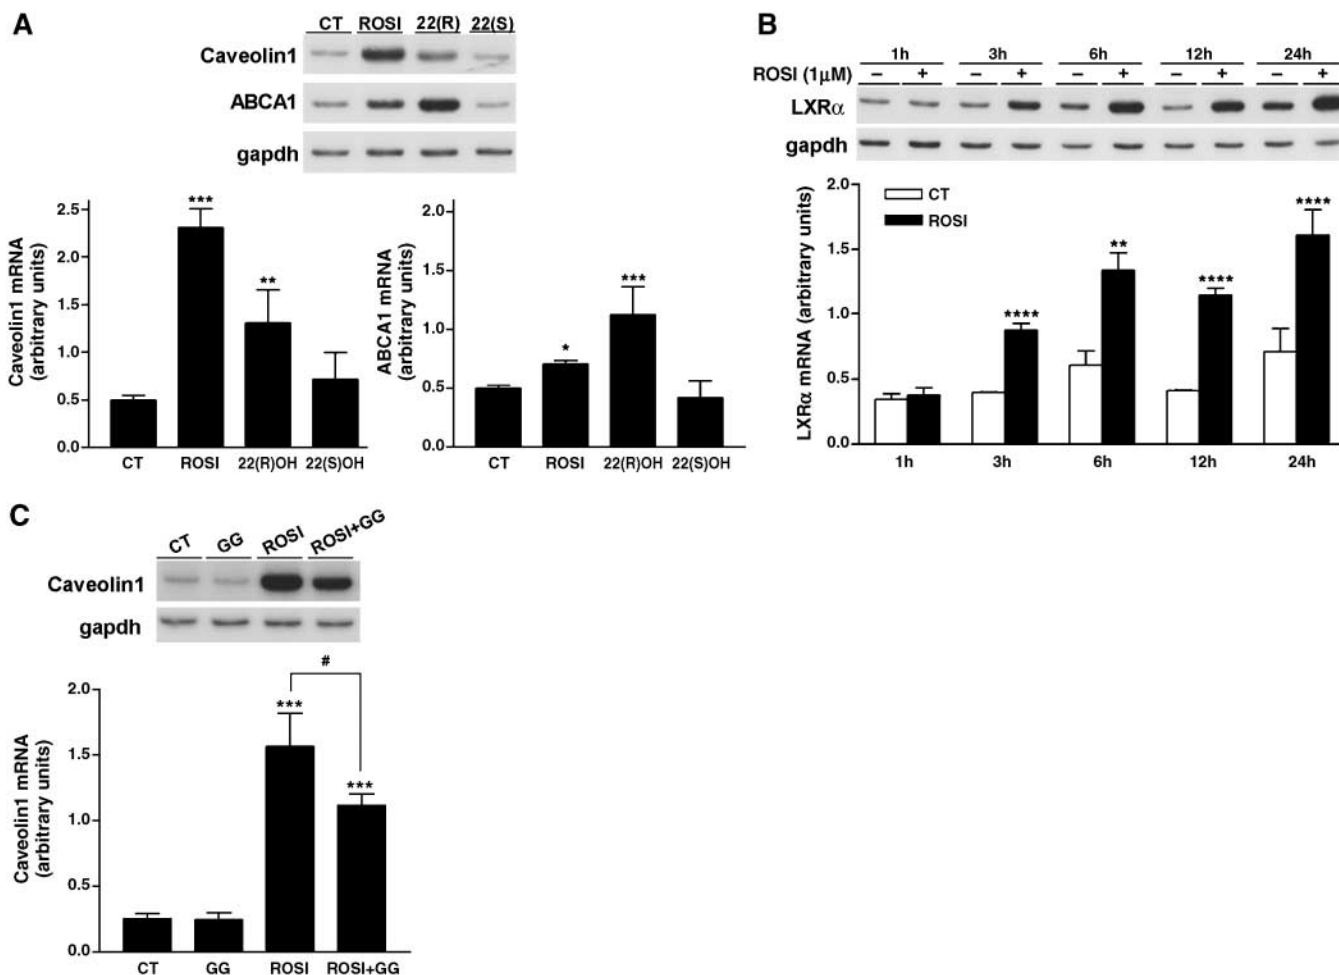 A
CT ROSI 22(R) 22(S)
Caveolin1
ABCA1
gapdh
Caveolin1 mRNA
(arbitrary units)
2.5
2.0
1.5
1.0
0.5
0.0
***
**
CT ROSI 22(R)OH 22(S)OH
ABCA1 mRNA
(arbitrary units)
2.0
1.5
1.0
0.5
0.0
*
***
CT ROSI 22(R)OH 22(S)OH
B
1h 3h 6h 12h 24h
ROSI (1μM) − + − + − + − + − +
LXRα
gapdh
LXRα mRNA (arbitrary units)
2.0
1.5
1.0
0.5
0.0
CT
ROSI
****
**
****
****
1h 3h 6h 12h 24h
C
CT GG ROSI ROSI+GG
Caveolin1
gapdh
Caveolin1 mRNA
(arbitrary units)
2.0
1.5
1.0
0.5
0.0
#
***
***
CT GG ROSI ROSI+GG